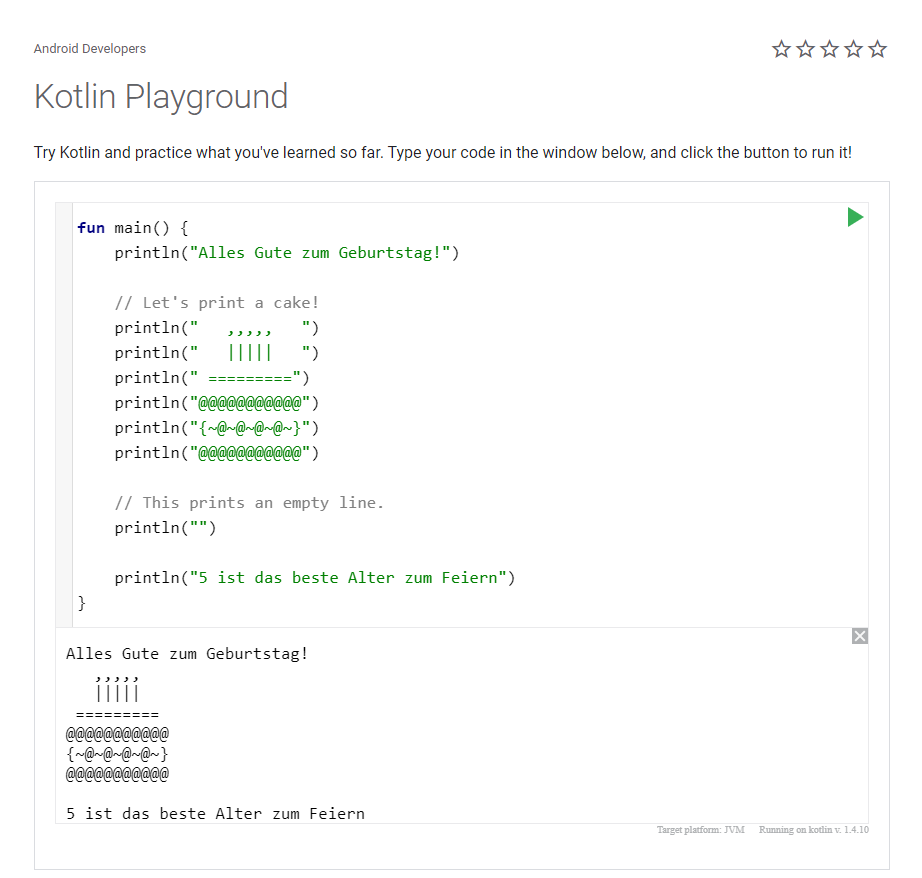 Android Developers
Kotlin Playground
Try Kotlin and practice what you've learned so far. Type your code in the window below, and click the button to run it!
fun main() {
    println("Alles Gute zum Geburtstag!")

    // Let's print a cake!
    println("   ,,,,,   ")
    println("   |||||   ")
    println(" =========")
    println("@@@@@@@@@@@")
    println("{~@~@~@~@~}")
    println("@@@@@@@@@@@")

    // This prints an empty line.
    println("")

    println("5 ist das beste Alter zum Feiern")
}
Alles Gute zum Geburtstag!
   ,,,,,
   |||||
 =========
@@@@@@@@@@@
{~@~@~@~@~}
@@@@@@@@@@@

5 ist das beste Alter zum Feiern
Target platform: JVM Running on kotlin v. 1.4.10